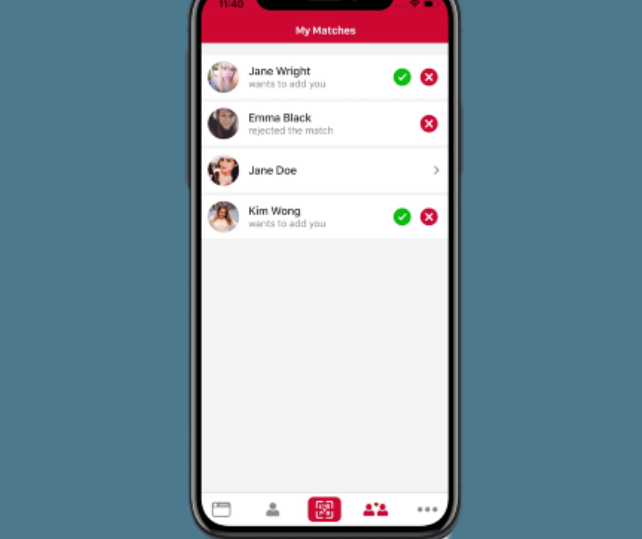 11:40
My Matches
Jane Wright
wants to add you
Emma Black
rejected the match
Jane Doe
Kim Wong
wants to add you